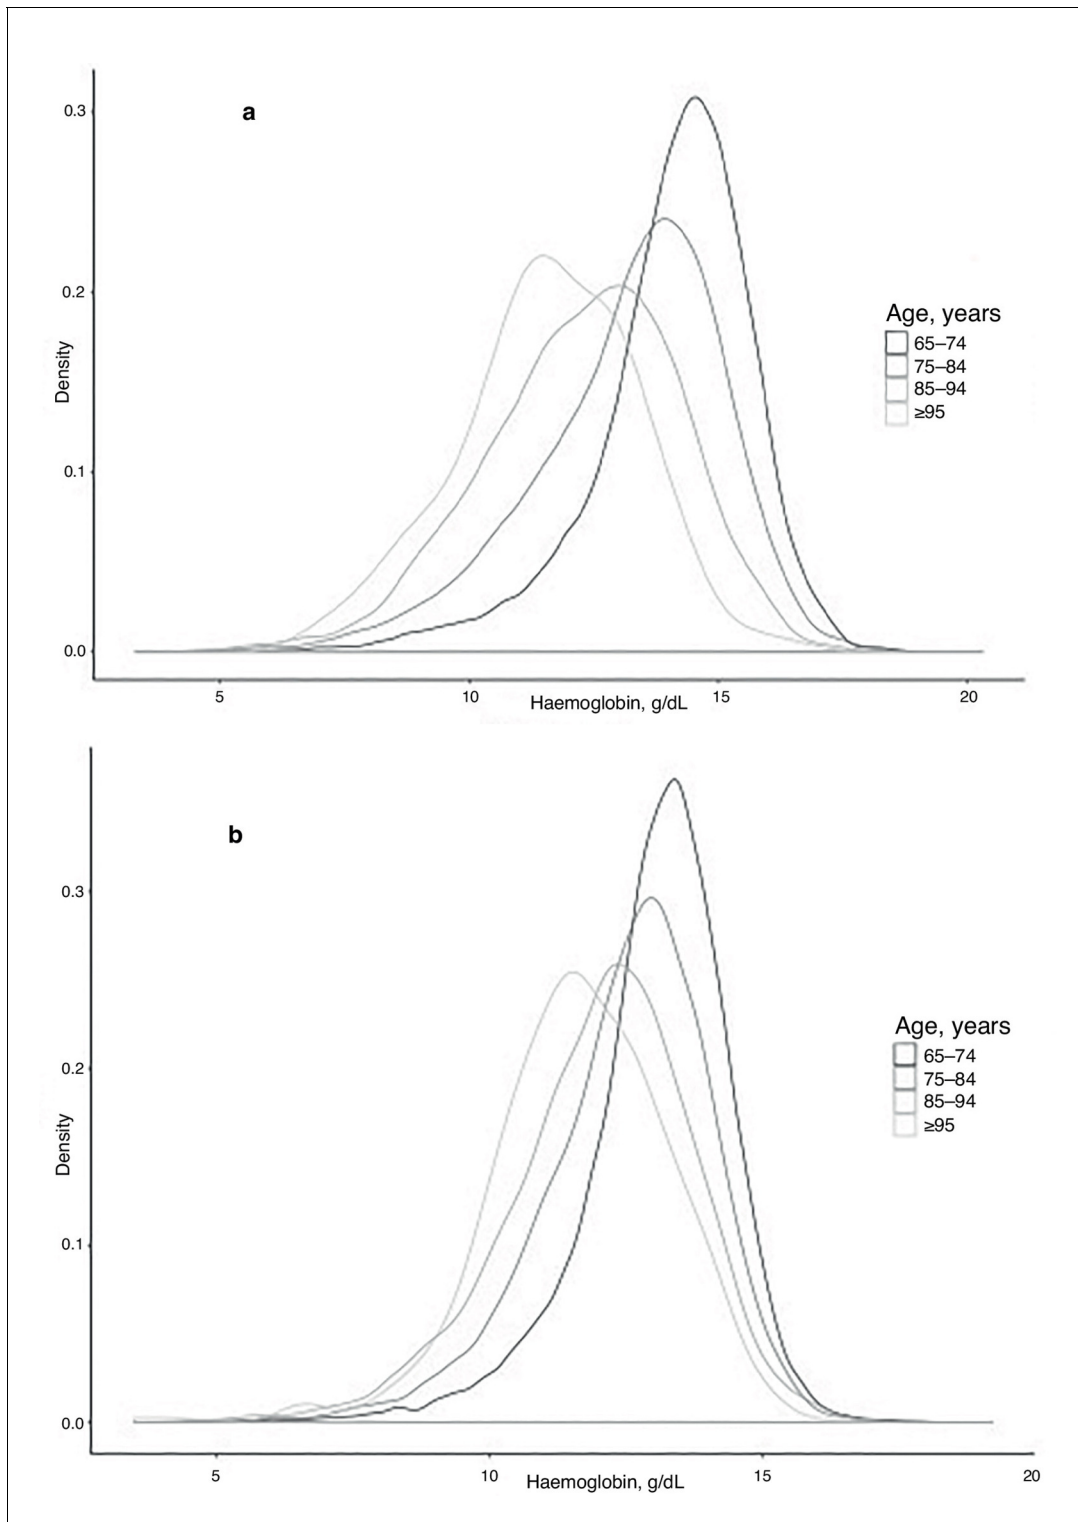 a
0.3
0.2
0.1
0.0
Density
5 10 15 20
Haemoglobin, g/dL
Age, years
65–74
75–84
85–94
≥95
b
0.3
0.2
0.1
0.0
Density
5 10 15 20
Haemoglobin, g/dL
Age, years
65–74
75–84
85–94
≥95